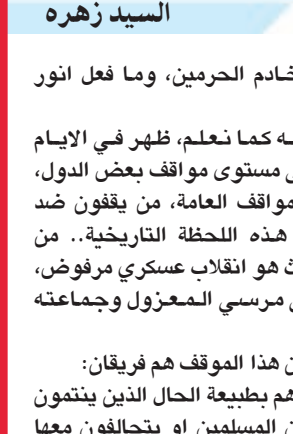 السيد زهره
خادم الحرمين، وما فعل انور
ـه كما نعلم، ظهر في الايام
مستوى مواقف بعض الدول،
مواقف العامة، من يقفون ضد
هذه اللحظة التاريخية.. من
هو انقلاب عسكري مرفوض،
مرسي المعزول وجماعته
هذا الموقف هم فريقان:
هم بطبيعة الحال الذين ينتمون
المسلمين او يتحالفون معها